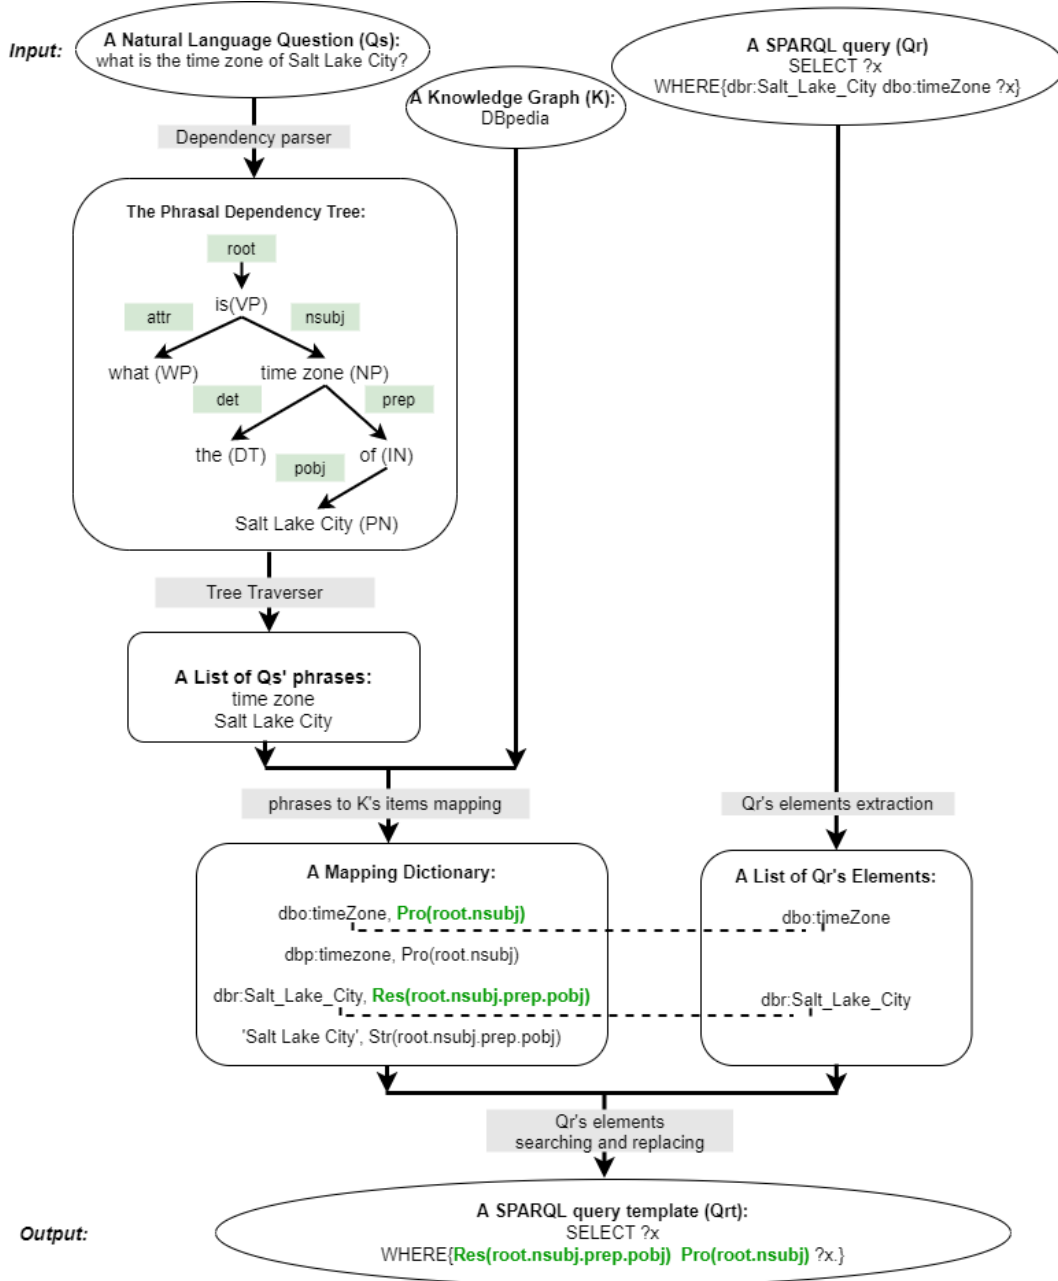 Input:
A Natural Language Question (Qs):
what is the time zone of Salt Lake City?
A Knowledge Graph (K):
DBpedia
A SPARQL query (Qr)
SELECT ?x
WHERE{dbr:Salt_Lake_City dbo:timeZone ?x}
Dependency parser
The Phrasal Dependency Tree:
root
is(VP)
attr
nsubj
what (WP)
time zone (NP)
det
prep
the (DT)
of (IN)
pobj
Salt Lake City (PN)
Tree Traverser
A List of Qs' phrases:
time zone
Salt Lake City
phrases to K's items mapping
Qr's elements extraction
A Mapping Dictionary:
dbo:timeZone, Pro(root.nsubj)
dbp:timezone, Pro(root.nsubj)
dbr:Salt_Lake_City, Res(root.nsubj.prep.pobj)
'Salt Lake City', Str(root.nsubj.prep.pobj)
A List of Qr's Elements:
dbo:timeZone
dbr:Salt_Lake_City
Qr's elements
searching and replacing
Output:
A SPARQL query template (Qrt):
SELECT ?x
WHERE{Res(root.nsubj.prep.pobj) Pro(root.nsubj) ?x.}